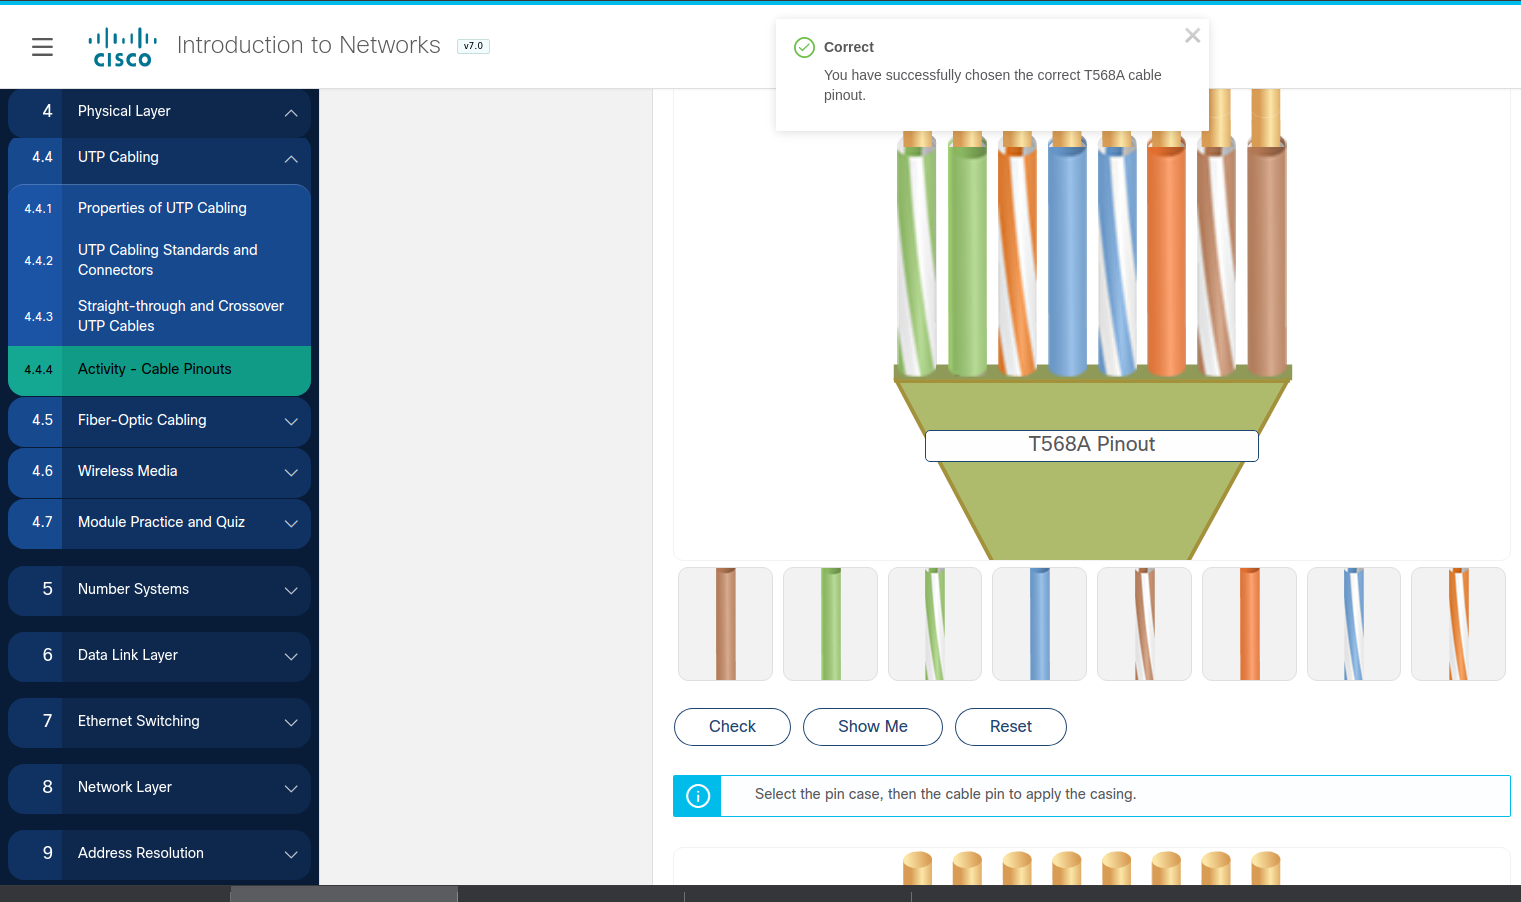 CISCO
Introduction to Networks
v7.0
Correct
You have successfully chosen the correct T568A cable
pinout.
4 Physical Layer
4.4 UTP Cabling
4.4.1 Properties of UTP Cabling
4.4.2 UTP Cabling Standards and
Connectors
4.4.3 Straight-through and Crossover
UTP Cables
4.4.4 Activity - Cable Pinouts
4.5 Fiber-Optic Cabling
4.6 Wireless Media
4.7 Module Practice and Quiz
5 Number Systems
6 Data Link Layer
7 Ethernet Switching
8 Network Layer
9 Address Resolution
T568A Pinout
Check
Show Me
Reset
Select the pin case, then the cable pin to apply the casing.